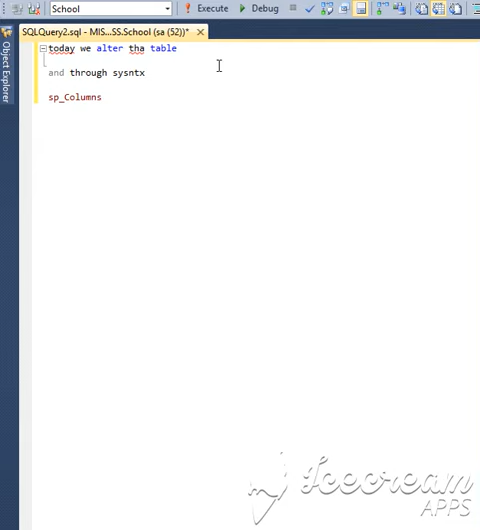 School
Execute
Debug
SQLQuery2.sql - MIS...SS.School (sa (52))*
Object Explorer
today we alter tha table
and through sysntx
sp_Columns
Icecream
APPS